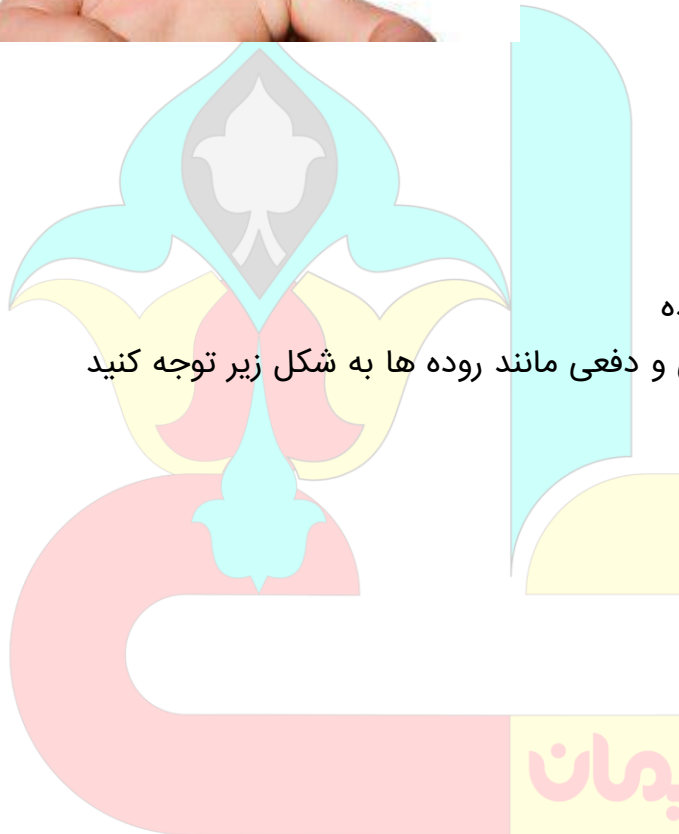 و دفعی مانند روده ها به شکل زیر توجه کنید